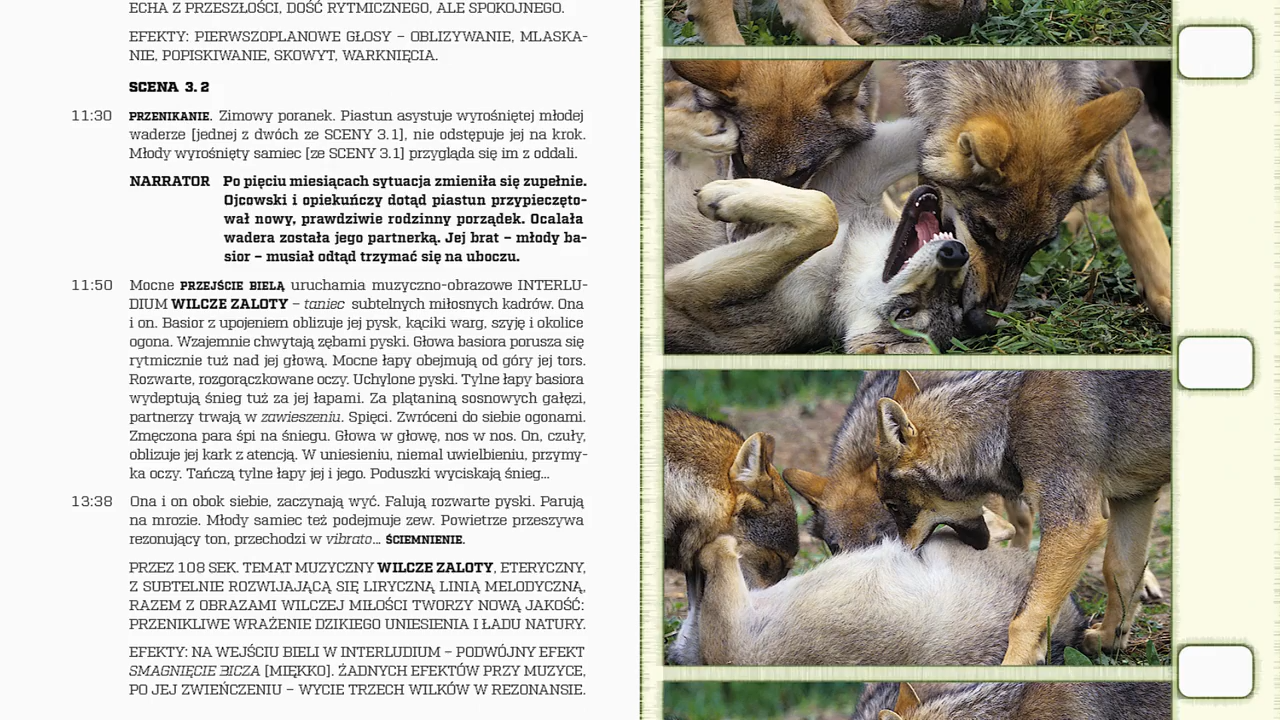 ECHA Z PRZESZŁOŚCI, DOŚĆ RYTMICZNEGO, ALE SPOKOJNEGO.
EFEKTY: PIERWSZOPLANOWE GŁOSY – OBLIZYWANIE, MLASKA-
NIE, POPISKIWANIE, SKOWYT, WARKNIĘCIA.
SCENA 3.2
11:30 PRZENIKANIE Zimowy poranek. Piastun asystuje wyrośniętej młodej
waderze [jednej z dwóch ze SCENY 3.1], nie odstępuje jej na krok.
Młody wyrośnięty samiec [ze SCENY 3.1] przygląda się im z oddali.
NARRATOR Po pięciu miesiącach sytuacja zmieniła się zupełnie.
Ojcowski i opiekuńczy dotąd piastun przypieczęto-
wał nowy, prawdziwie rodzinny porządek. Ocalała
wadera została jego partnerką. Jej brat – młody ba-
sior – musiał odtąd trzymać się na uboczu.
11:50 Mocne PRZEJŚCIE BIELĄ uruchamia muzyczno-obrazowe INTERLU-
DIUM WILCZE ZALOTY – taniec subtelnych miłosnych kadrów. Ona
i on. Basior z upojeniem oblizuje jej pysk, kąciki warg, szyję i okolice
ogona. Wzajemnie chwytają zębami pyski. Głowa basiora unosi się
rytmicznie tuż nad jej głową. Mocne łapy obejmują od góry jej tors.
Rozwarte, rozgorączkowane oczy. Uchylone pyski. Tylne łapy basiora
wydeptują śnieg tuż za jej łapami. Za plątaniną sosnowych gałęzi,
partnerzy trwają w zwarzeniu. Spięci, zwróceni do siebie ogonami.
Zmęczona para śpi na śniegu. Głowa w głowę, nos w nos. On, czuły,
oblizuje jej kark z atencją. W uniesieniu, niemal uwielbieniu, przymy-
ka oczy. Tańczą tylne łapy jej i jego. Poduszki wyciskają śnieg...
13:38 Ona i on obok siebie, zaczynają wyć. Falują rozwarte pyski. Parują
na mrozie. Młody samiec też podejmuje zew. Powietrze przeszywa
rezonujący ton, przechodzi w vibrato... ŚCIEMNIENIE.
PRZEZ 108 SEK. TEMAT MUZYCZNY WILCZE ZALOTY, ETERYCZNY,
Z SUBTELNIE ROZWIJAJĄCĄ SIĘ LIRYCZNĄ LINIĄ MELODYCZNĄ,
RAZEM Z OBRAZAMI WILCZEJ MIŁOŚCI TWORZY NOWĄ JAKOŚĆ:
PRZENIKLIWE WRAŻENIE DZIKIEGO UNIESIENIA I ŁADU NATURY.
EFEKTY: NA WEJŚCIU BIELI W INTERLUDIUM – PODWÓJNY EFEKT
SMAGNIĘCIA BICZA [MIĘKKO]. ŻADNYCH EFEKTÓW PRZY MUZYCE,
PO JEJ ZWIEŃCZENIU – WYCIE TRZECH WILKÓW W REZONANSIE.